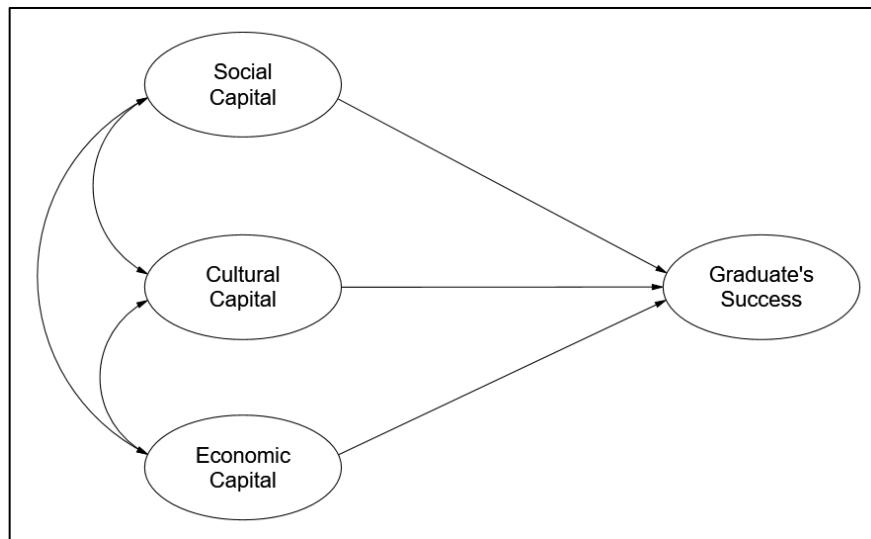 Social
Capital
Cultural
Capital
Graduate's
Success
Economic
Capital